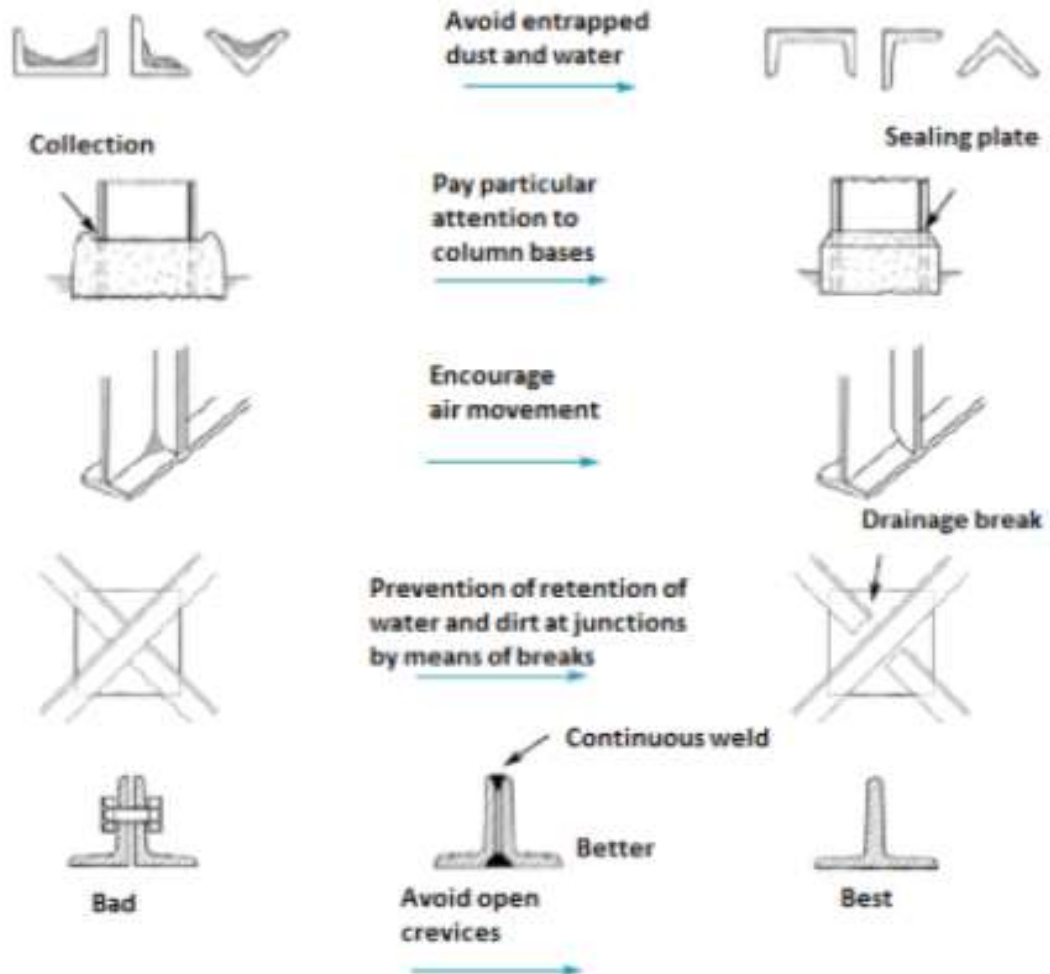 Avoid entrapped
dust and water
Collection
Sealing plate
Pay particular
attention to
column bases
Encourage
air movement
Drainage break
Prevention of retention of
water and dirt at junctions
by means of breaks
Continuous weld
Better
Bad
Avoid open
crevices
Best